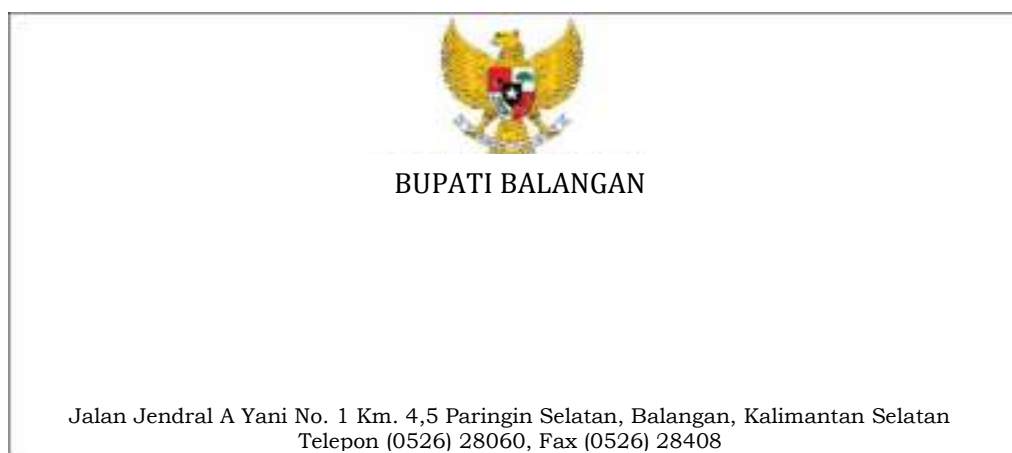 BUPATI BALANGAN
Jalan Jendral A Yani No. 1 Km. 4,5 Paringin Selatan, Balangan, Kalimantan Selatan
Telepon (0526) 28060, Fax (0526) 28408